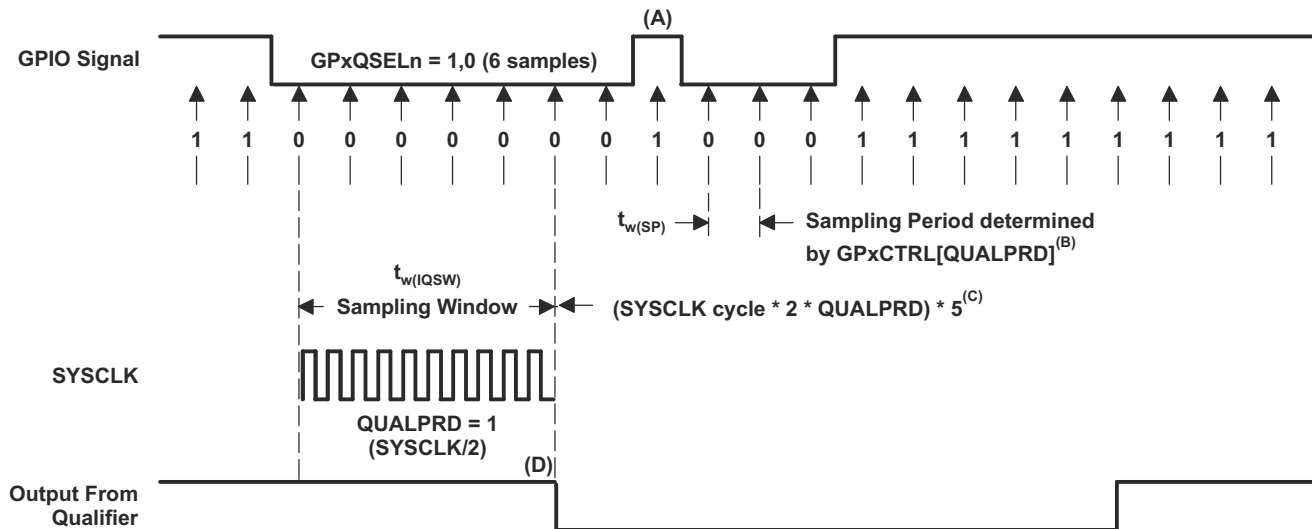 (A)
GPIO Signal
GPxQSELn = 1,0 (6 samples)
1 1 0 0 0 0 0 0 0 1 0 0 0 1 1 1 1 1 1 1 1 1
tw(SP)
Sampling Period determined
by GPxCTRL[QUALPRD](B)
tw(IQSW)
Sampling Window
(SYSCLK cycle * 2 * QUALPRD) * 5(C)
SYSCLK
QUALPRD = 1
(SYSCLK/2)
(D)
Output From
Qualifier